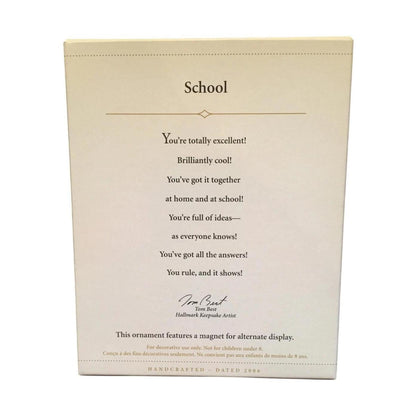 School
You're totally excellent!
Brilliantly cool!
You've got it together
at home and at school!
You're full of ideas—
as everyone knows!
You've got all the answers!
You rule, and it shows!
Tom Best
Tom Best
Hallmark Keepsake Artist
This ornament features a magnet for alternate display.
For decorative use only. Not for children under 8.
Conçu à des fins décoratives seulement. Ne convient pas aux enfants de moins de 8 ans.
HANDCRAFTED – DATED 2006